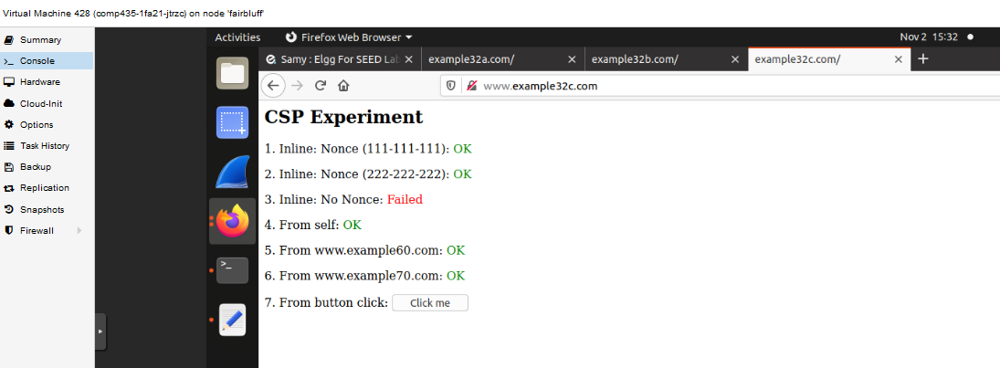 Virtual Machine 428 (comp435-1fa21-jtrzc) on node 'fairbluff'
Summary
Console
Hardware
Cloud-Init
Options
Task History
Backup
Replication
Snapshots
Firewall
Activities Firefox Web Browser Nov 2 15:32
Samy : Elgg For SEED Lab example32a.com/ example32b.com/ example32c.com/
www.example32c.com
CSP Experiment
1. Inline: Nonce (111-111-111): OK
2. Inline: Nonce (222-222-222): OK
3. Inline: No Nonce: Failed
4. From self: OK
5. From www.example60.com: OK
6. From www.example70.com: OK
7. From button click: Click me